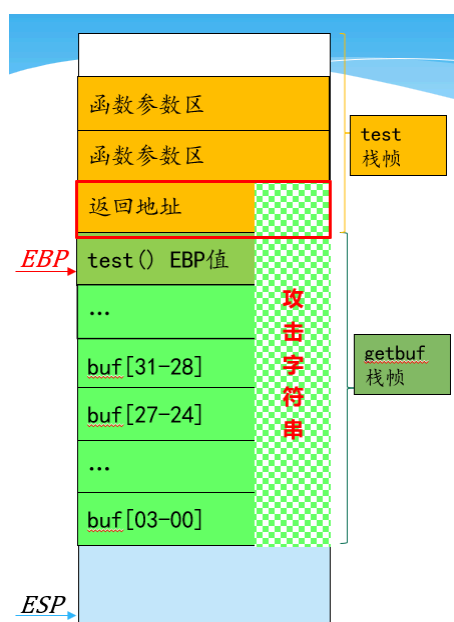 函数参数区
函数参数区
test
栈帧
返回地址
EBP
test() EBP值
攻击字符串
…
buf[31-28]
getbuf
栈帧
buf[27-24]
…
buf[03-00]
ESP